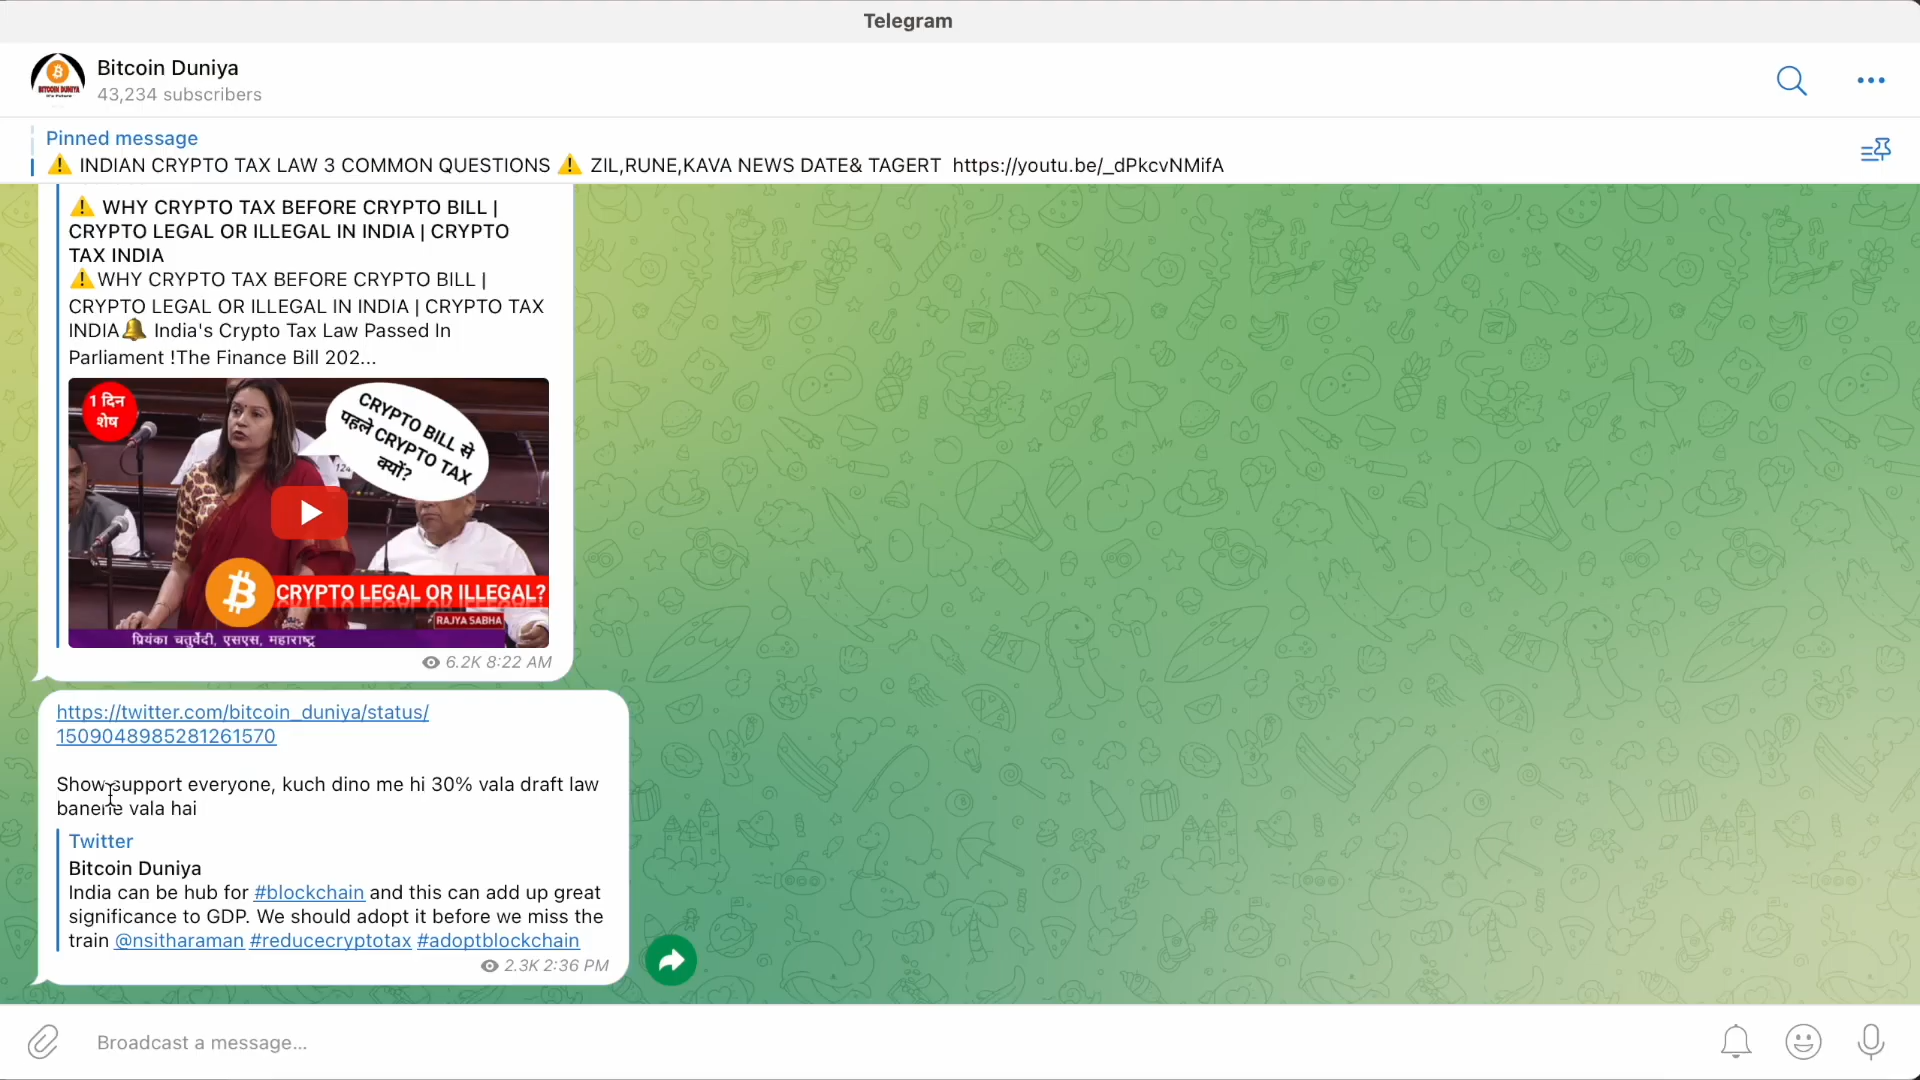 Telegram
Bitcoin Duniya
43,234 subscribers
Pinned message
⚠️ INDIAN CRYPTO TAX LAW 3 COMMON QUESTIONS ⚠️ ZIL,RUNE,KAVA NEWS DATE& TAGERT https://youtu.be/_dPkcvNMifA
⚠️ WHY CRYPTO TAX BEFORE CRYPTO BILL |
CRYPTO LEGAL OR ILLEGAL IN INDIA | CRYPTO
TAX INDIA
⚠️WHY CRYPTO TAX BEFORE CRYPTO BILL |
CRYPTO LEGAL OR ILLEGAL IN INDIA | CRYPTO TAX
INDIA🔔 India's Crypto Tax Law Passed In
Parliament !The Finance Bill 202...
1 दिन
शेष
CRYPTO BILL से
पहले CRYPTO TAX
क्यों?
124
CRYPTO LEGAL OR ILLEGAL?
RAJYA SABHA
प्रियंका चतुर्वेदी, एसएस, महाराष्ट्र
6.2K 8:22 AM
https://twitter.com/bitcoin_duniya/status/
1509048985281261570
Show support everyone, kuch dino me hi 30% vala draft law
banene vala hai
Twitter
Bitcoin Duniya
India can be hub for #blockchain and this can add up great
significance to GDP. We should adopt it before we miss the
train @nsitharaman #reducecryptotax #adoptblockchain
2.3K 2:36 PM
Broadcast a message...